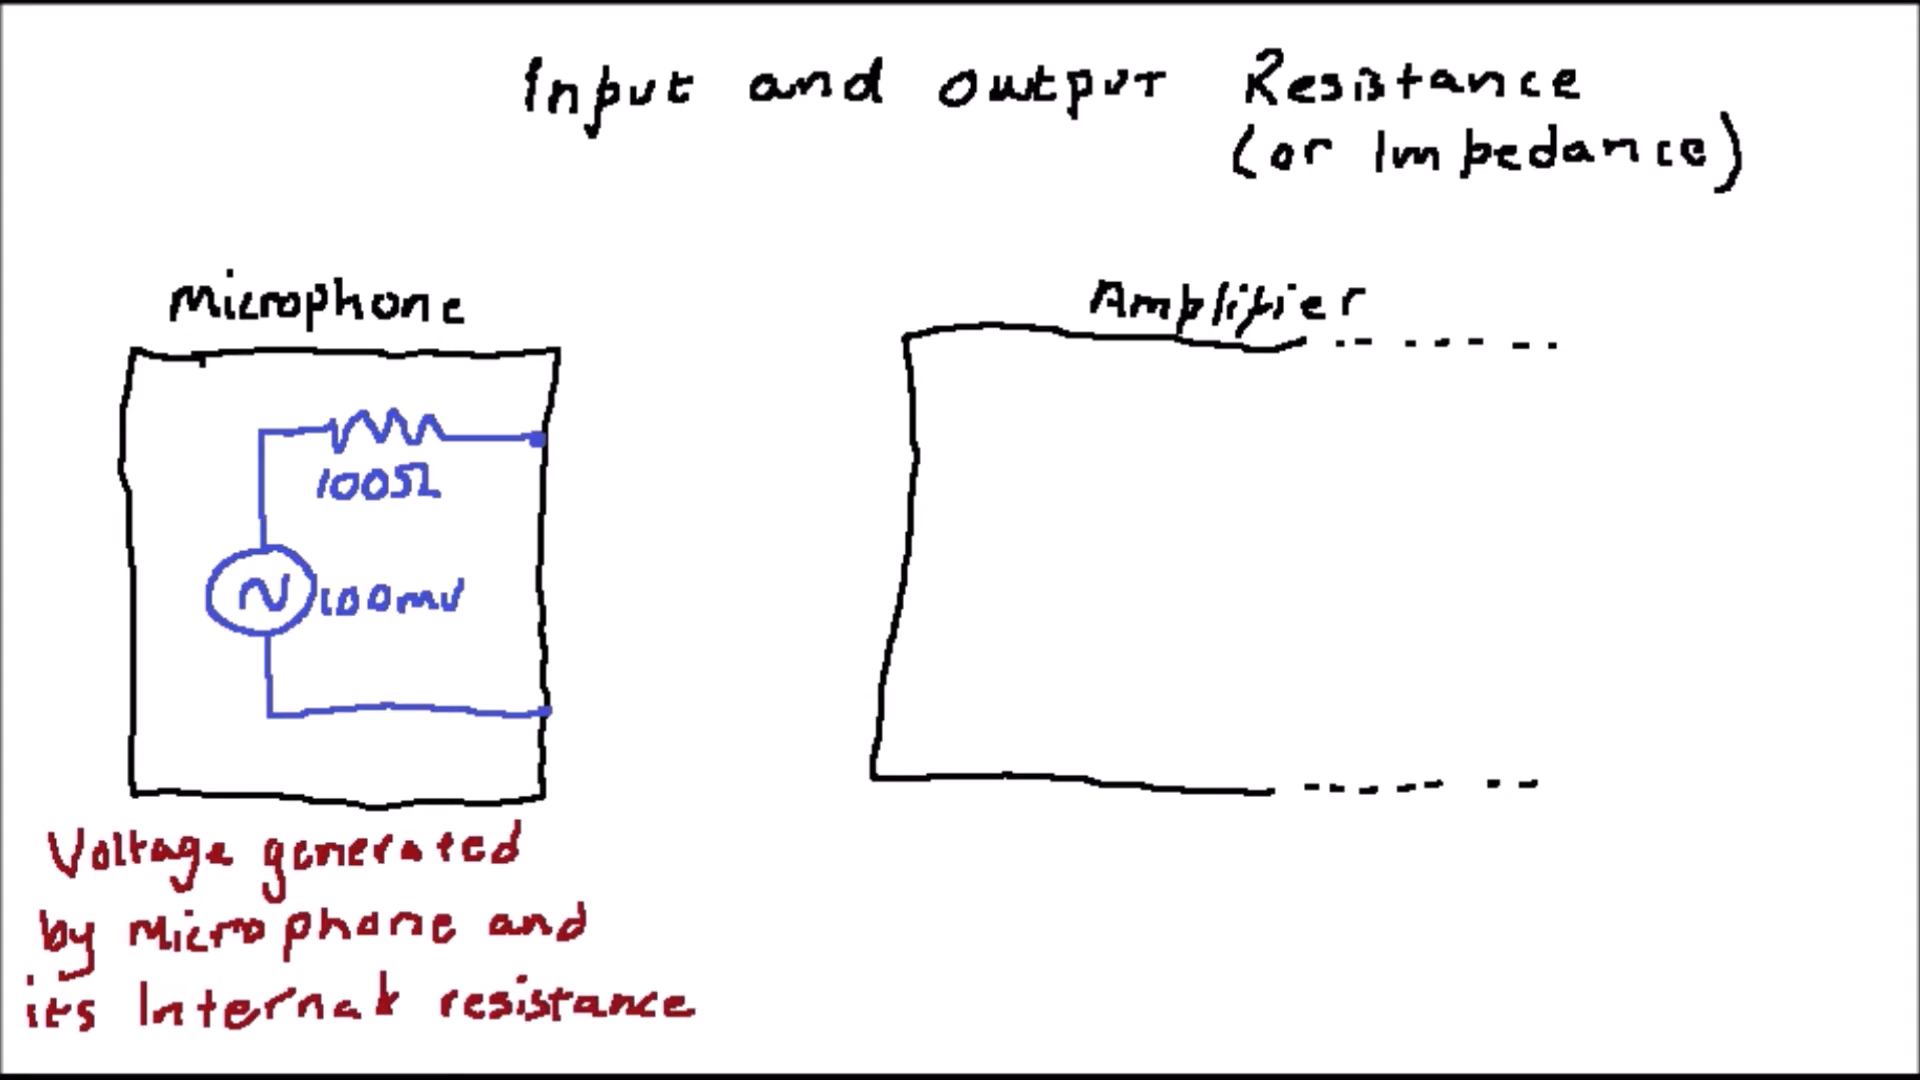 Input and output Resistance
(or Impedance)
Microphone
Amplifier
100Ω
100mV
Voltage generated
by Microphone and
its Internal resistance